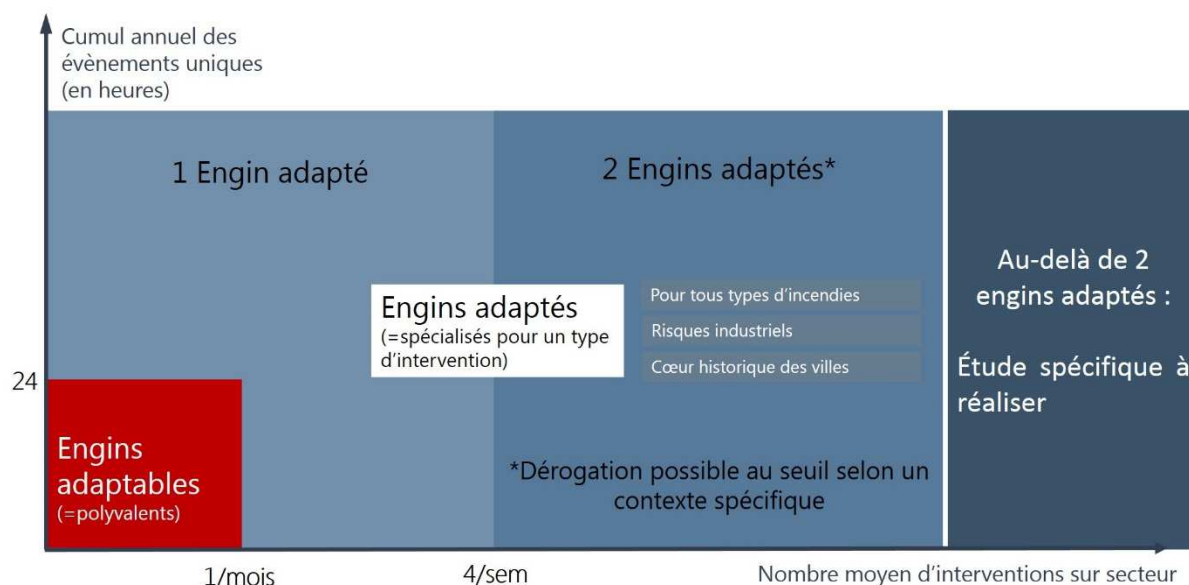 Cumul annuel des
évènements uniques
(en heures)
1 Engin adapté
2 Engins adaptés*
Au-delà de 2
engins adaptés :
Étude spécifique à
réaliser
Engins adaptés
(=spécialisés pour un type
d'intervention)
Pour tous types d'incendies
Risques industriels
Cœur historique des villes
24
Engins
adaptables
(=polyvalents)
*Dérogation possible au seuil selon un
contexte spécifique
1/mois
4/sem
Nombre moyen d'interventions sur secteur